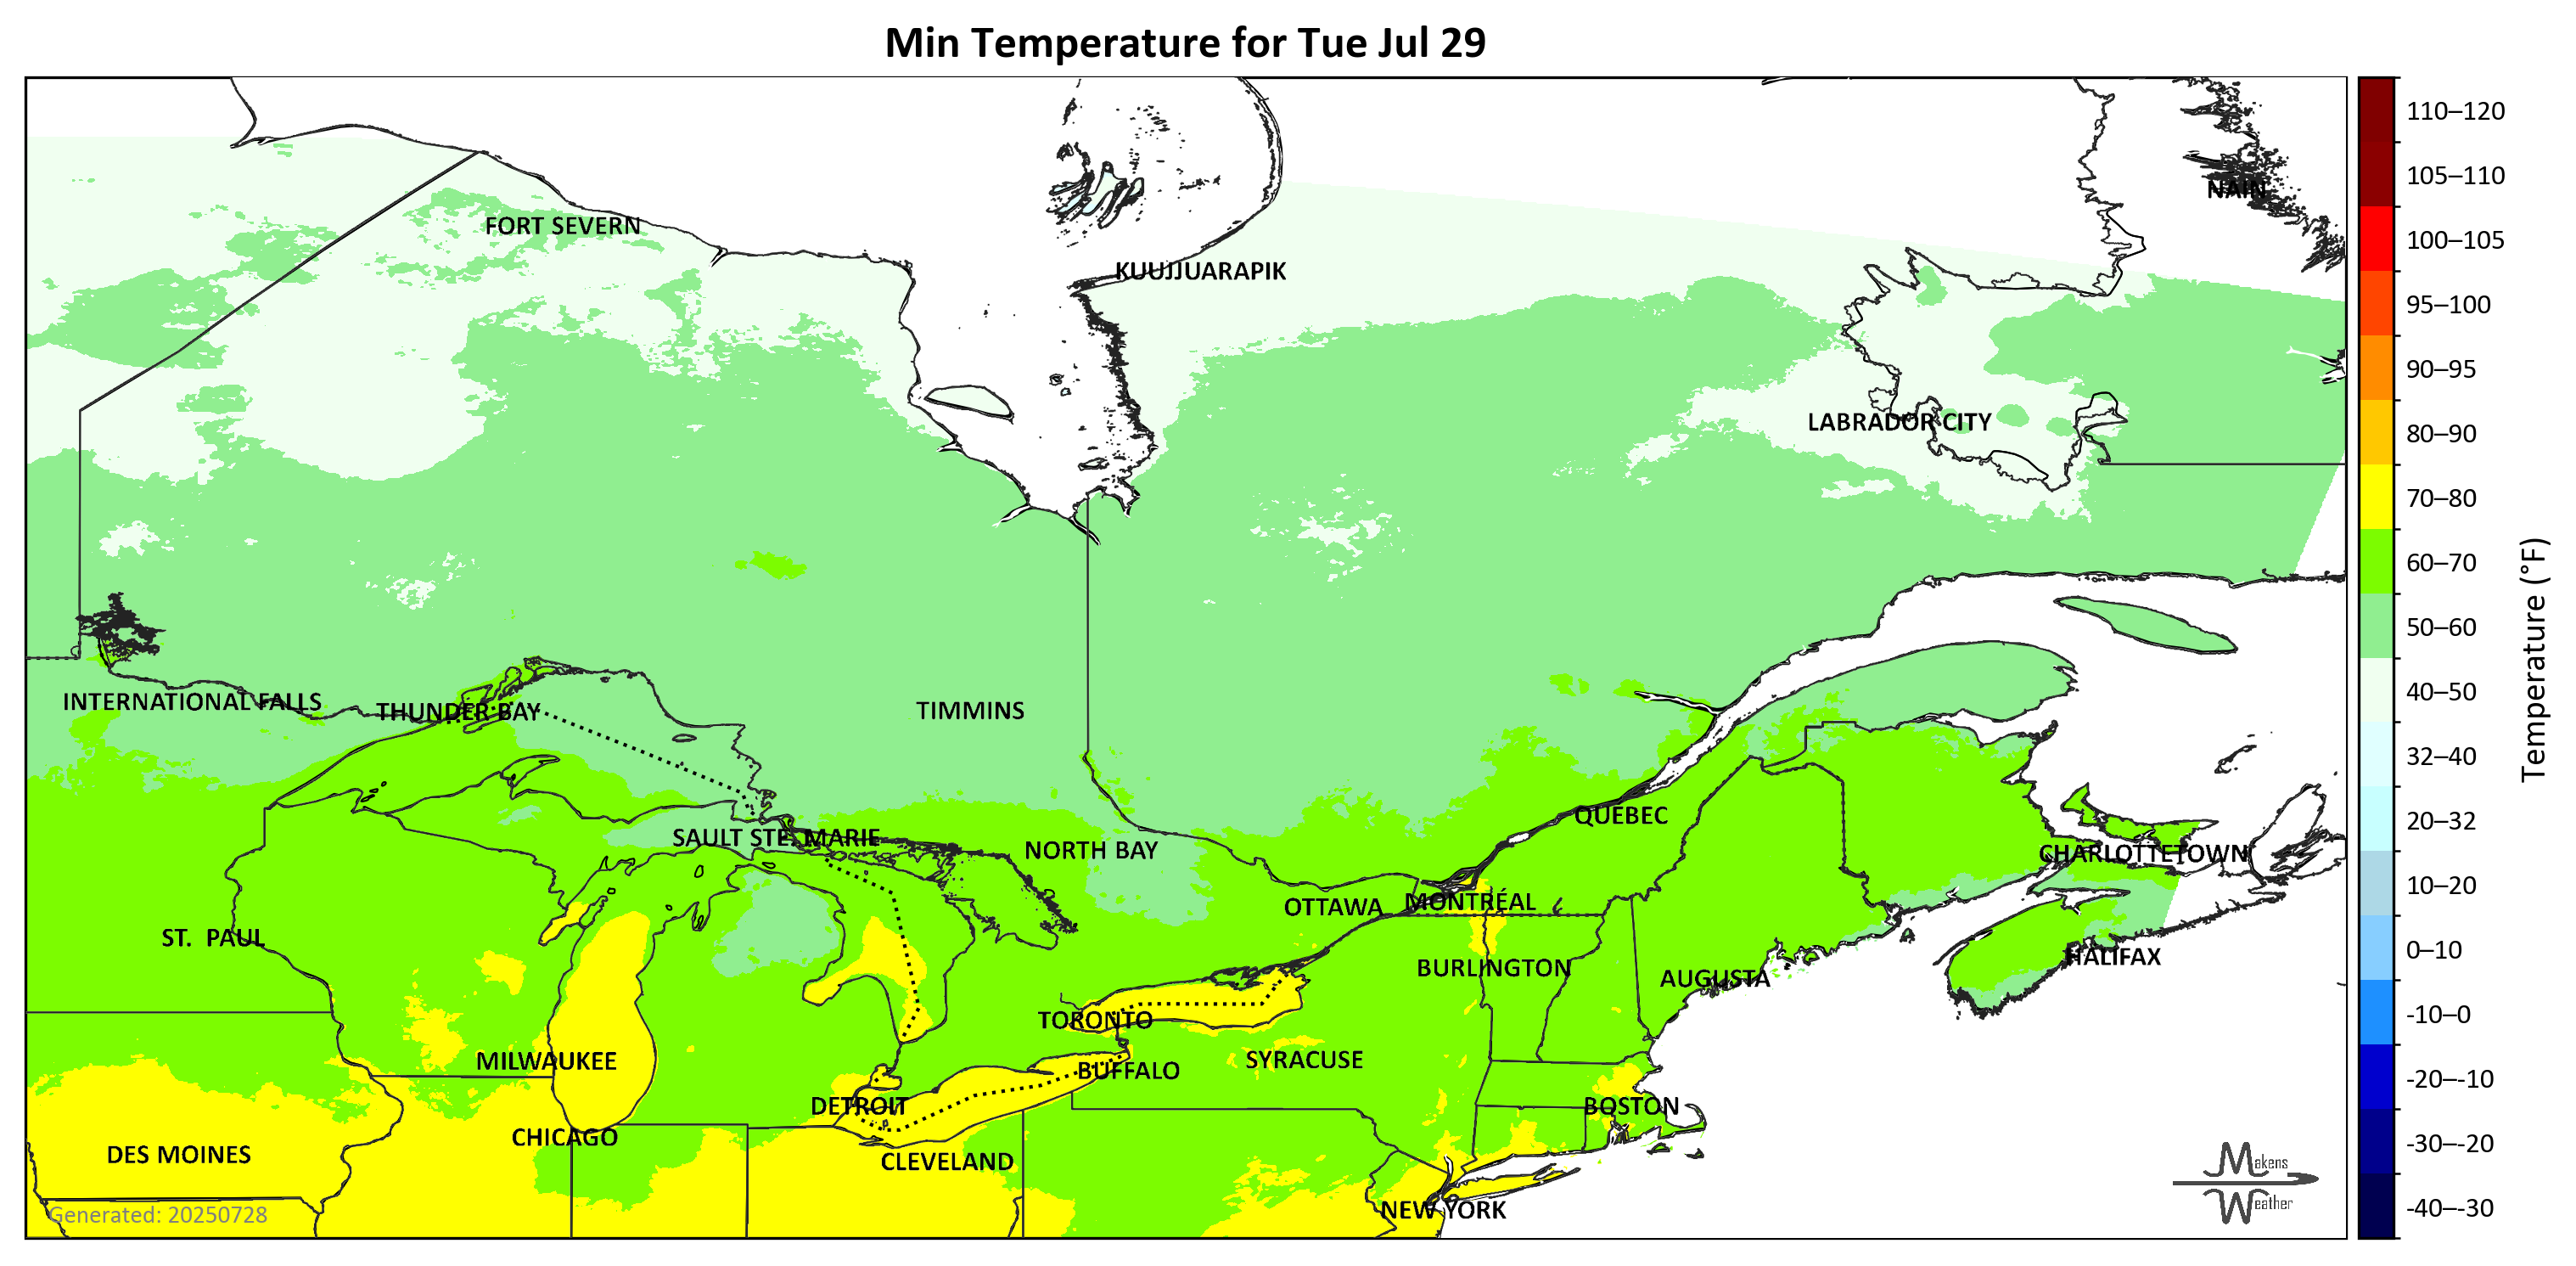 Min Temperature for Tue Jul 29
110–120
105–110
NAIN
FORT SEVERN
100–105
KUUJJUARAPIK
95–100
90–95
LABRADOR CITY
80–90
70–80
60–70
50–60
Temperature (°F)
40–50
INTERNATIONAL FALLS
THUNDER BAY
TIMMINS
32–40
QUÉBEC
20–32
SAULT STE. MARIE
NORTH BAY
CHARLOTTETOWN
10–20
OTTAWA
MONTRÉAL
ST. PAUL
0–10
HALIFAX
BURLINGTON
AUGUSTA
-10–0
TORONTO
MILWAUKEE
SYRACUSE
BUFFALO
-20–-10
DETROIT
BOSTON
CHICAGO
-30–-20
DES MOINES
CLEVELAND
Makens
Weather
-40–-30
NEW YORK
Generated: 20250728